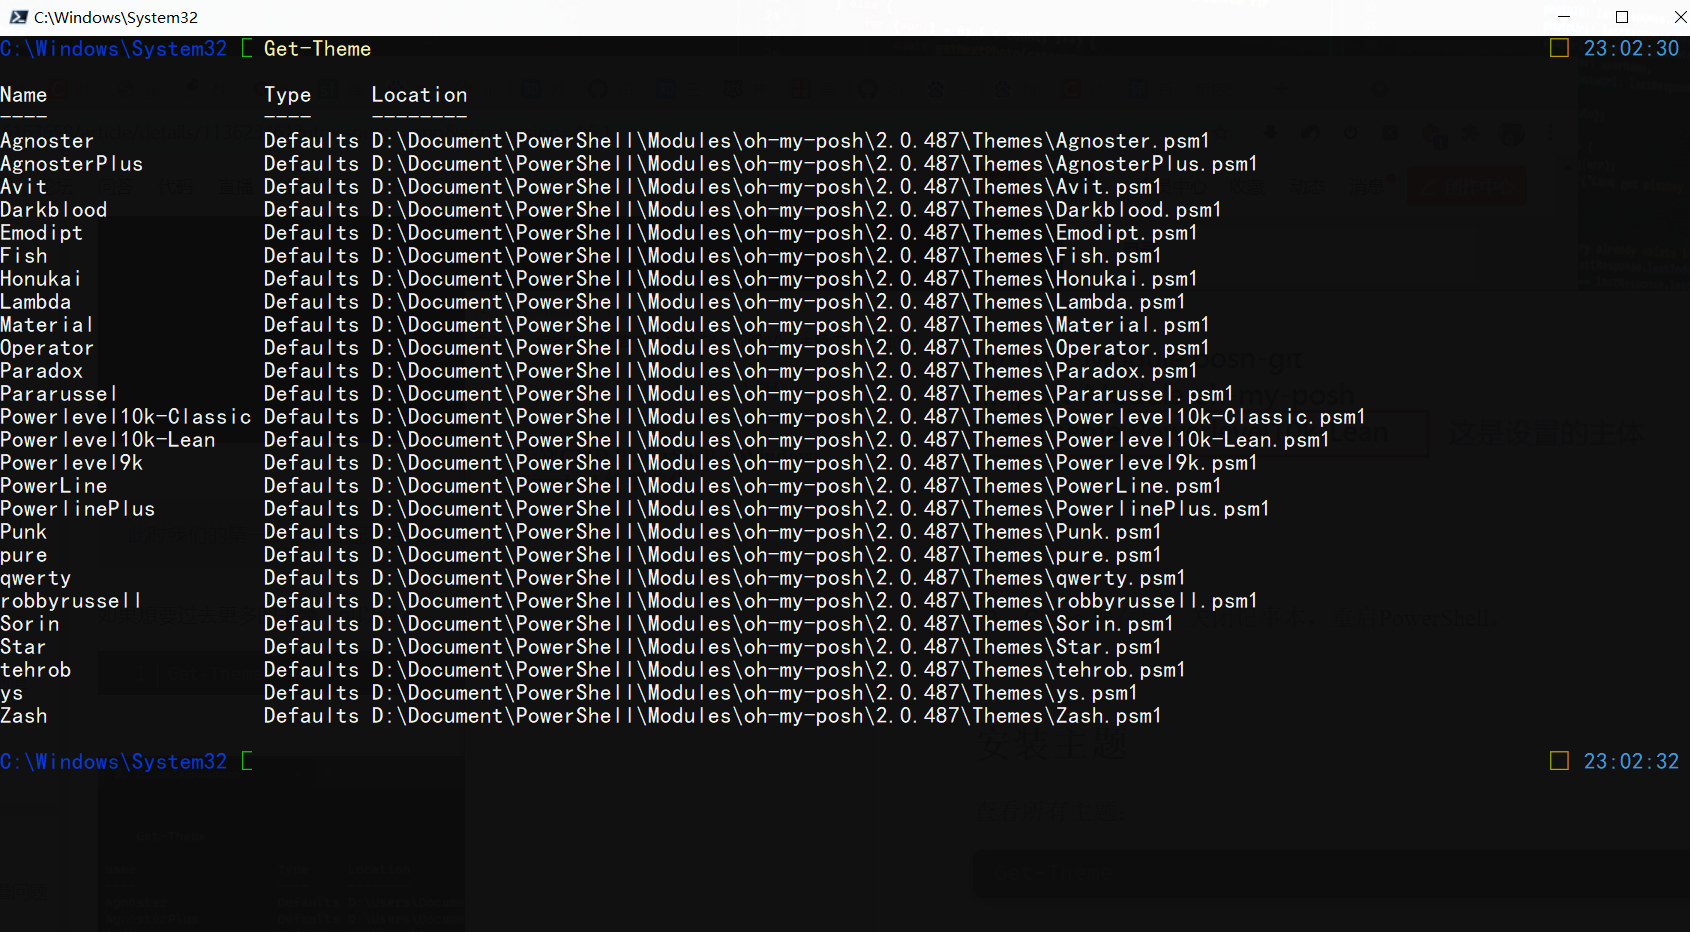 C:\Windows\System32
C:\Windows\System32 [ Get-Theme 23:02:30
Name Type Location
---- ---- --------
Agnoster Defaults D:\Document\PowerShell\Modules\oh-my-posh\2.0.487\Themes\Agnoster.psm1
AgnosterPlus Defaults D:\Document\PowerShell\Modules\oh-my-posh\2.0.487\Themes\AgnosterPlus.psm1
Avit Defaults D:\Document\PowerShell\Modules\oh-my-posh\2.0.487\Themes\Avit.psm1
Darkblood Defaults D:\Document\PowerShell\Modules\oh-my-posh\2.0.487\Themes\Darkblood.psm1
Emodipt Defaults D:\Document\PowerShell\Modules\oh-my-posh\2.0.487\Themes\Emodipt.psm1
Fish Defaults D:\Document\PowerShell\Modules\oh-my-posh\2.0.487\Themes\Fish.psm1
Honukai Defaults D:\Document\PowerShell\Modules\oh-my-posh\2.0.487\Themes\Honukai.psm1
Lambda Defaults D:\Document\PowerShell\Modules\oh-my-posh\2.0.487\Themes\Lambda.psm1
Material Defaults D:\Document\PowerShell\Modules\oh-my-posh\2.0.487\Themes\Material.psm1
Operator Defaults D:\Document\PowerShell\Modules\oh-my-posh\2.0.487\Themes\Operator.psm1
Paradox Defaults D:\Document\PowerShell\Modules\oh-my-posh\2.0.487\Themes\Paradox.psm1
Pararussel Defaults D:\Document\PowerShell\Modules\oh-my-posh\2.0.487\Themes\Pararussel.psm1
Powerlevel10k-Classic Defaults D:\Document\PowerShell\Modules\oh-my-posh\2.0.487\Themes\Powerlevel10k-Classic.psm1
Powerlevel10k-Lean Defaults D:\Document\PowerShell\Modules\oh-my-posh\2.0.487\Themes\Powerlevel10k-Lean.psm1
Powerlevel9k Defaults D:\Document\PowerShell\Modules\oh-my-posh\2.0.487\Themes\Powerlevel9k.psm1
PowerLine Defaults D:\Document\PowerShell\Modules\oh-my-posh\2.0.487\Themes\PowerLine.psm1
PowerlinePlus Defaults D:\Document\PowerShell\Modules\oh-my-posh\2.0.487\Themes\PowerlinePlus.psm1
Punk Defaults D:\Document\PowerShell\Modules\oh-my-posh\2.0.487\Themes\Punk.psm1
pure Defaults D:\Document\PowerShell\Modules\oh-my-posh\2.0.487\Themes\pure.psm1
qwerty Defaults D:\Document\PowerShell\Modules\oh-my-posh\2.0.487\Themes\qwerty.psm1
robbyrussell Defaults D:\Document\PowerShell\Modules\oh-my-posh\2.0.487\Themes\robbyrussell.psm1
Sorin Defaults D:\Document\PowerShell\Modules\oh-my-posh\2.0.487\Themes\Sorin.psm1
Star Defaults D:\Document\PowerShell\Modules\oh-my-posh\2.0.487\Themes\Star.psm1
tehrob Defaults D:\Document\PowerShell\Modules\oh-my-posh\2.0.487\Themes\tehrob.psm1
ys Defaults D:\Document\PowerShell\Modules\oh-my-posh\2.0.487\Themes\ys.psm1
Zash Defaults D:\Document\PowerShell\Modules\oh-my-posh\2.0.487\Themes\Zash.psm1
C:\Windows\System32 [ 23:02:32
这是设置的主体
安装主题